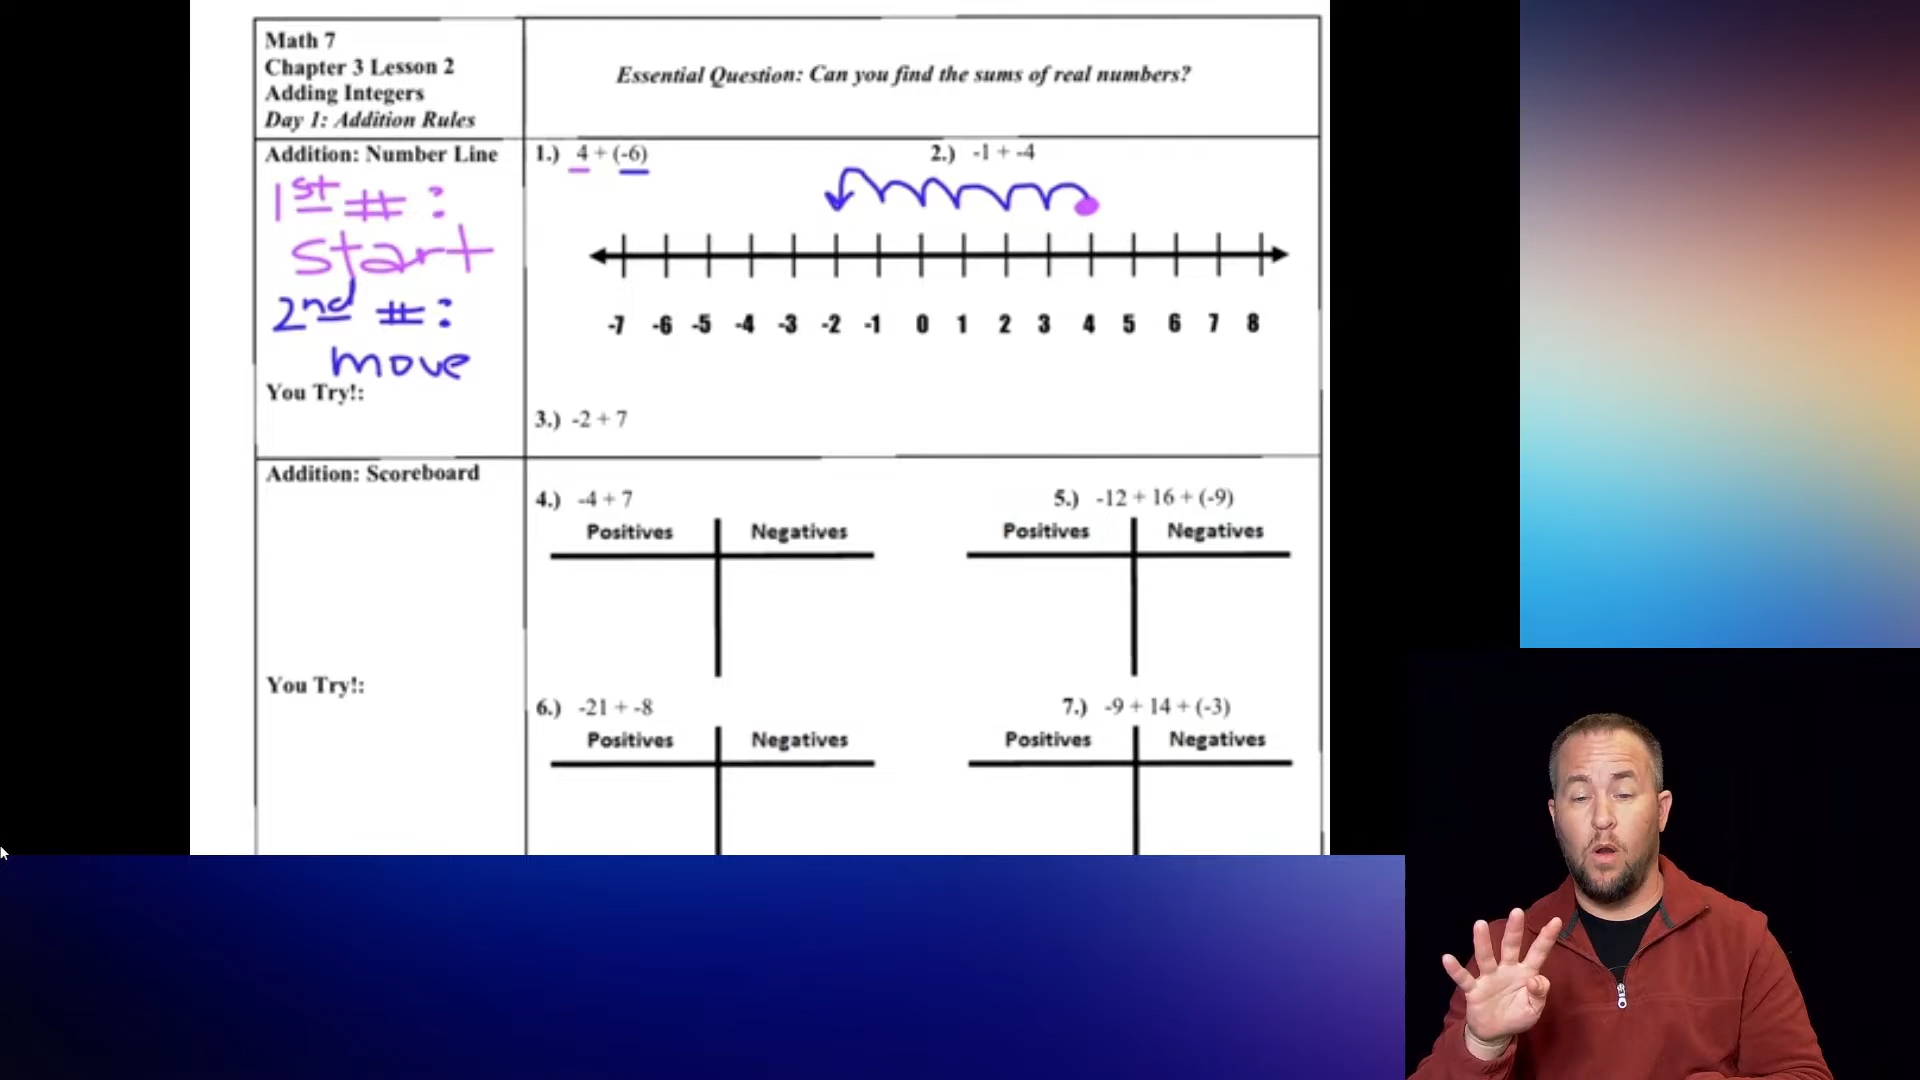 Math 7
Chapter 3 Lesson 2
Adding Integers
Day 1: Addition Rules
Essential Question: Can you find the sums of real numbers?
Addition: Number Line
1st #:
start
2nd #:
move
You Try!:
1.) 4 + (-6)
2.) -1 + -4
-7 -6 -5 -4 -3 -2 -1 0 1 2 3 4 5 6 7 8
3.) -2 + 7
Addition: Scoreboard
You Try!:
4.) -4 + 7
Positives Negatives
5.) -12 + 16 + (-9)
Positives Negatives
6.) -21 + -8
Positives Negatives
7.) -9 + 14 + (-3)
Positives Negatives